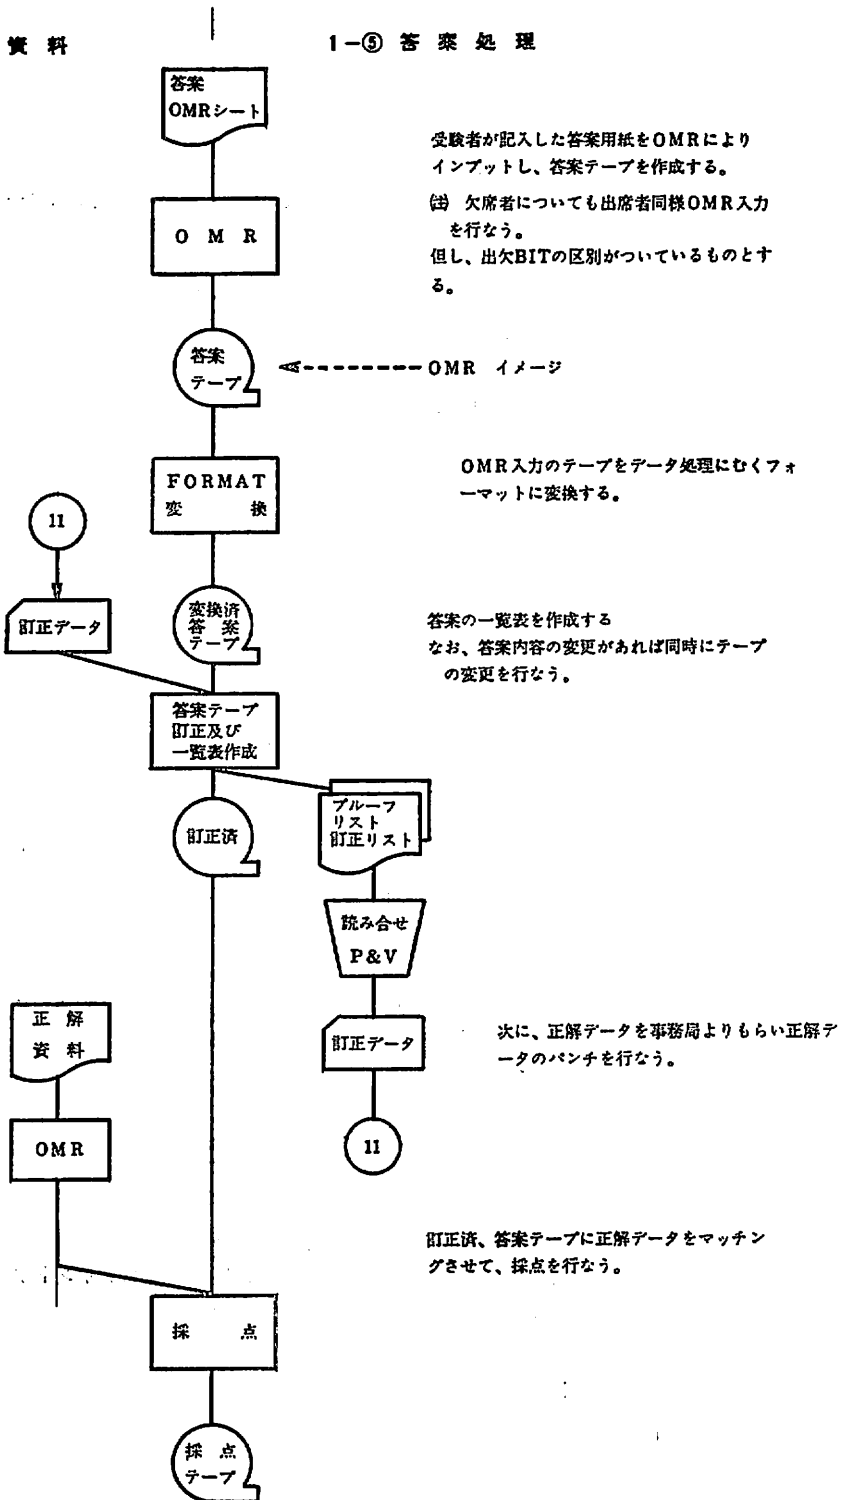 資料
1-⑤ 答案処理
答案
OMRシート
受験者が記入した答案用紙をOMRにより
インプットし、答案テープを作成する。
㊟ 欠席者についても出席者同様OMR入力
を行なう。
但し、出欠BITの区別がついているものとす
る。
OMR
答案
テープ
OMR イメージ
FORMAT
変換
OMR入力のテープをデータ処理にむくフォ
ーマットに変換する。
11
訂正データ
変換済
答案
テープ
答案の一覧表を作成する
なお、答案内容の変更があれば同時にテープ
の変更を行なう。
答案テープ
訂正及び
一覧表作成
訂正済
プルーフ
リスト
訂正リスト
読み合せ
P&V
訂正データ
11
正解
資料
OMR
次に、正解データを事務局よりもらい正解デ
ータのパンチを行なう。
訂正済、答案テープに正解データをマッチン
グさせて、採点を行なう。
採点
採点
テープ